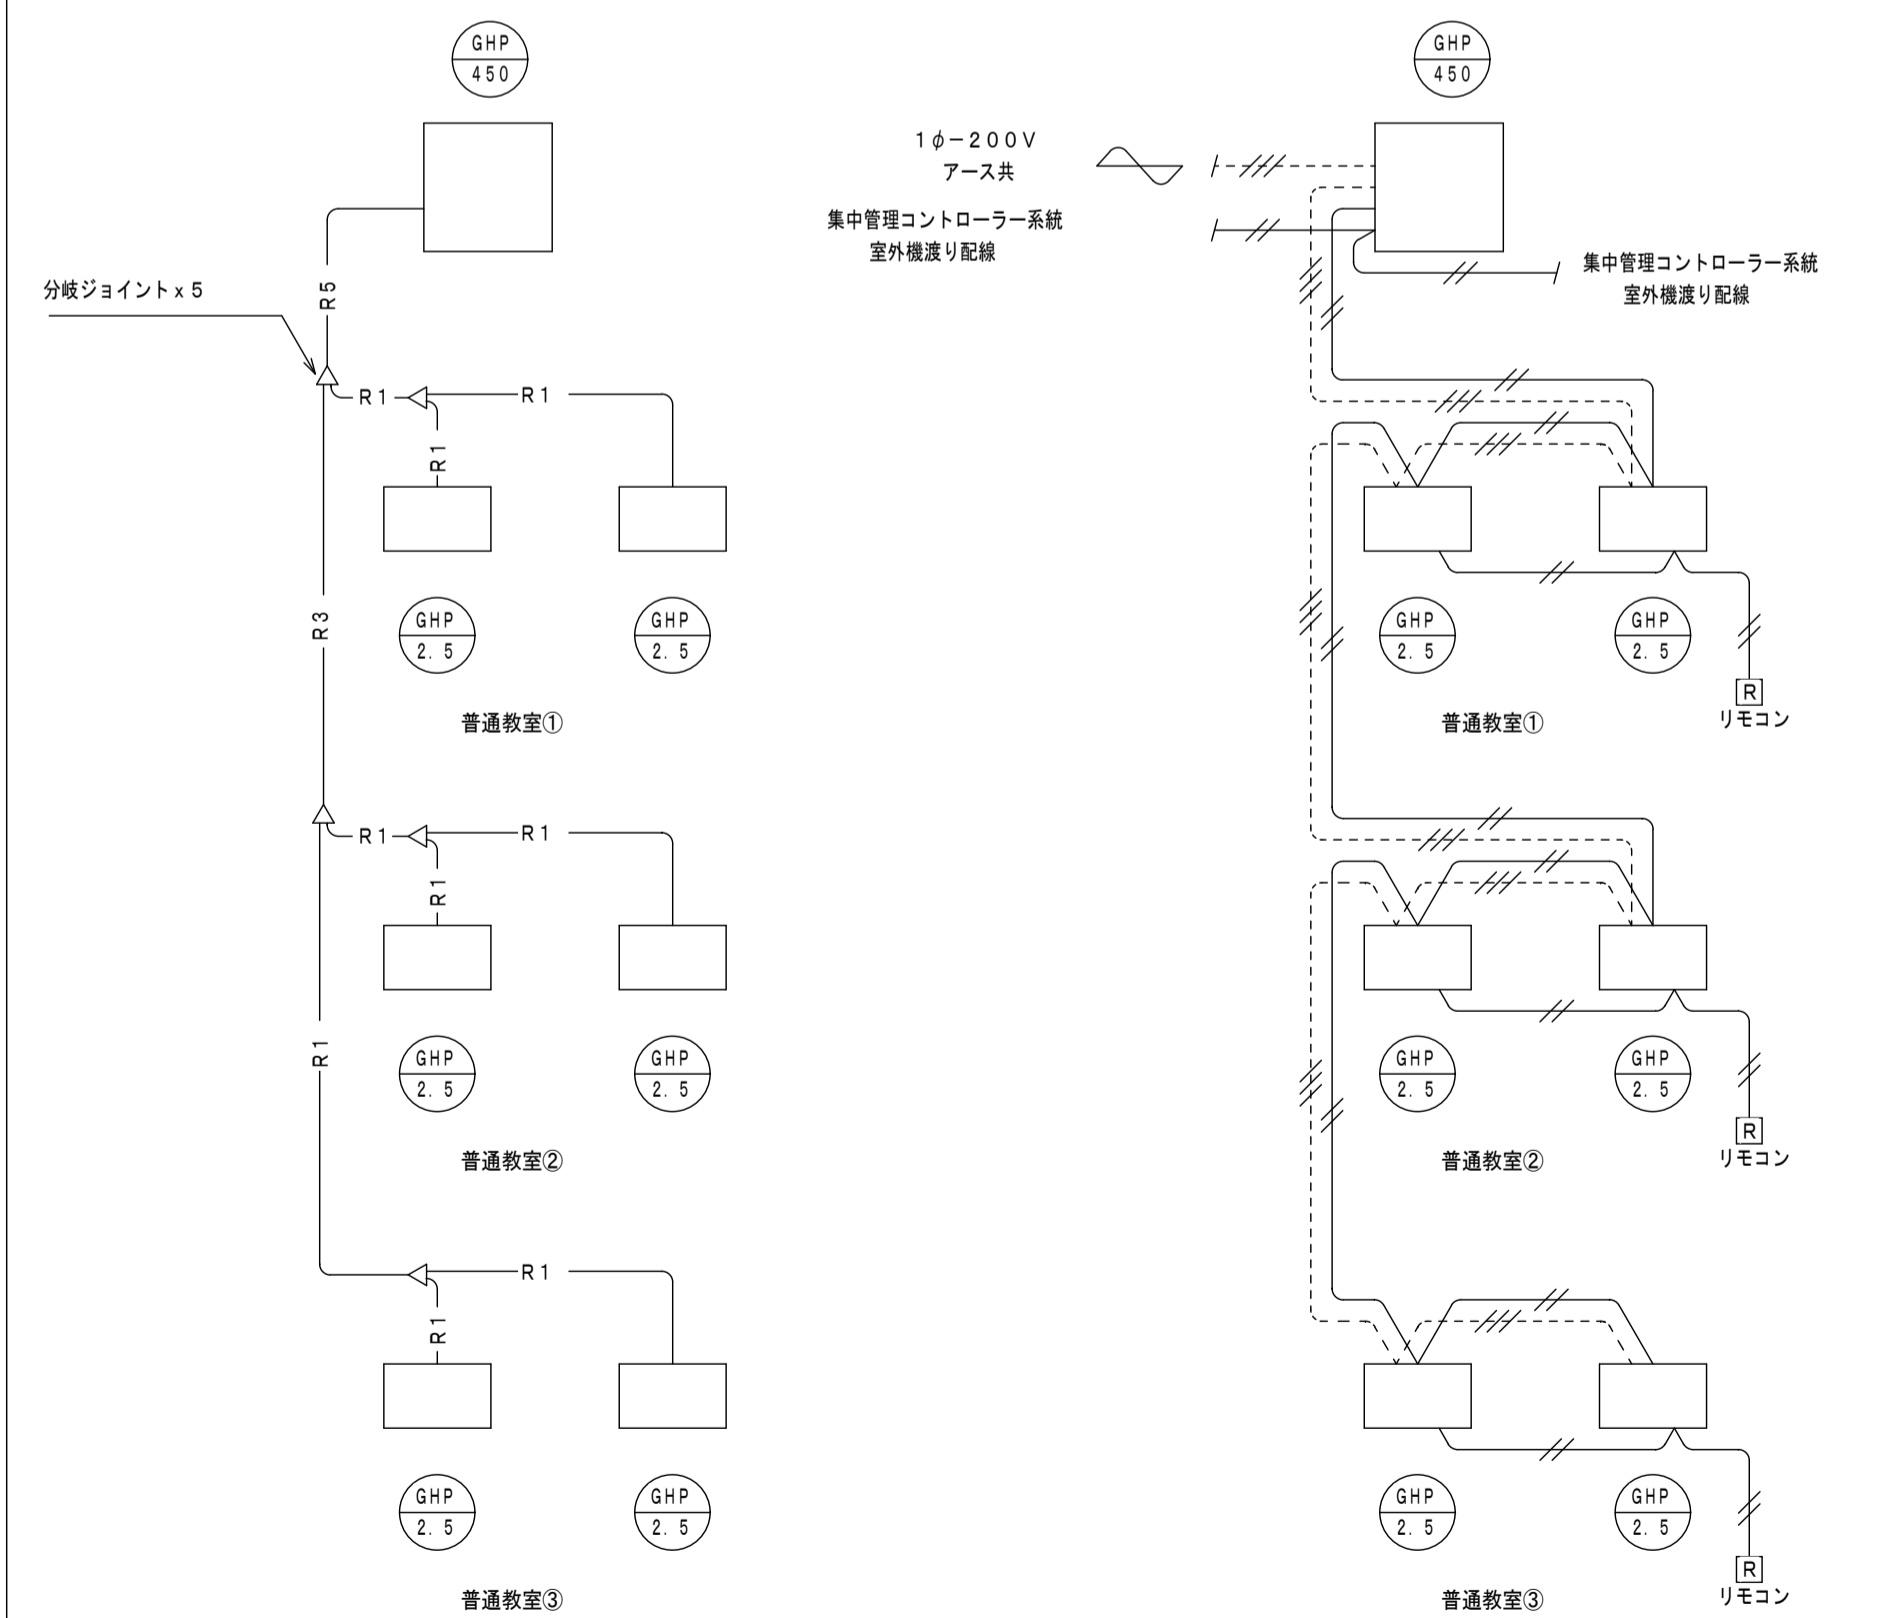 GHP
450
分岐ジョイントx5
R5
R1
R1
R1
GHP
2.5
GHP
2.5
R3
普通教室①
R1
R1
R1
GHP
2.5
GHP
2.5
R1
普通教室②
R1
R1
GHP
2.5
GHP
2.5
普通教室③
GHP
450
1φ−200V
アース共
集中管理コントローラー系統
室外機渡り配線
集中管理コントローラー系統
室外機渡り配線
GHP
2.5
GHP
2.5
R
リモコン
普通教室①
GHP
2.5
GHP
2.5
R
リモコン
普通教室②
GHP
2.5
GHP
2.5
R
リモコン
普通教室③